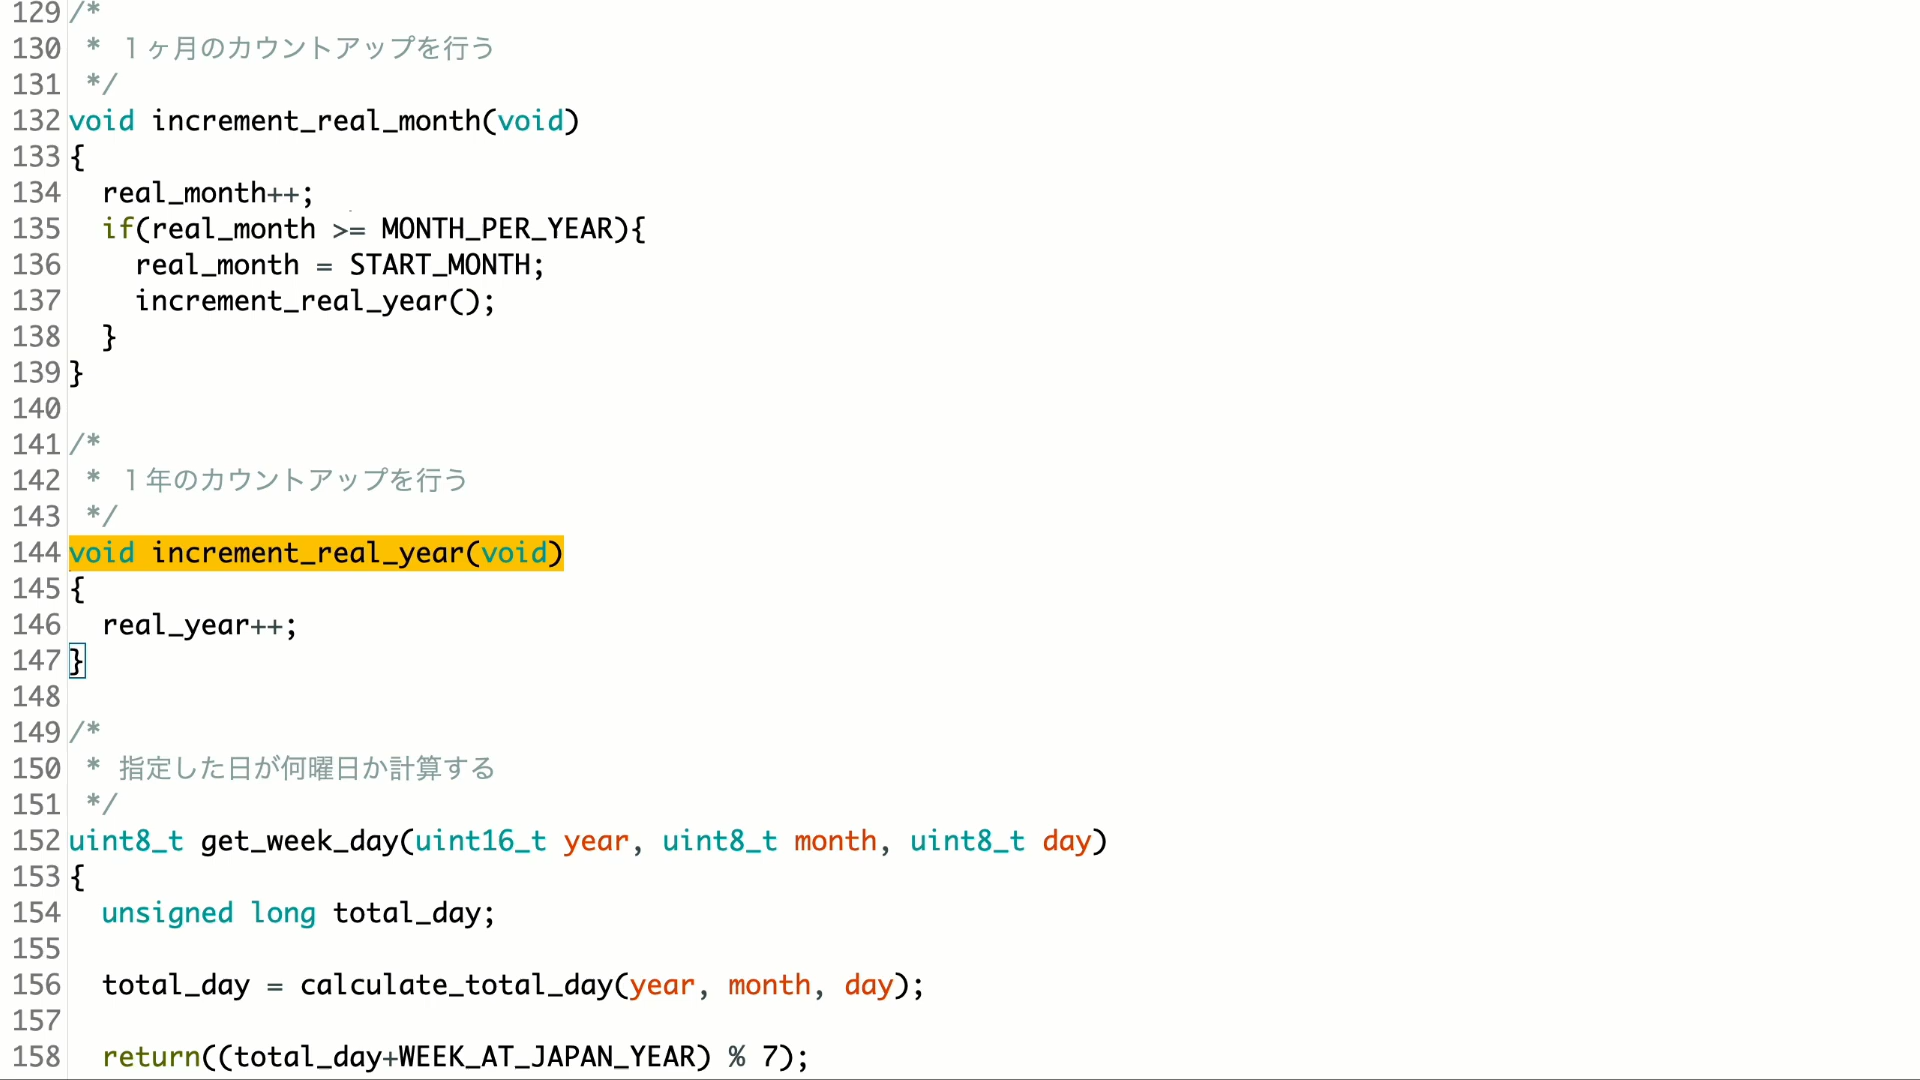 129 /*
130  * １ヶ月のカウントアップを行う
131  */
132 void increment_real_month(void)
133 {
134   real_month++;
135   if(real_month >= MONTH_PER_YEAR){
136     real_month = START_MONTH;
137     increment_real_year();
138   }
139 }
140
141 /*
142  * １年のカウントアップを行う
143  */
144 void increment_real_year(void)
145 {
146   real_year++;
147 }
148
149 /*
150  * 指定した日が何曜日か計算する
151  */
152 uint8_t get_week_day(uint16_t year, uint8_t month, uint8_t day)
153 {
154   unsigned long total_day;
155
156   total_day = calculate_total_day(year, month, day);
157
158   return((total_day+WEEK_AT_JAPAN_YEAR) % 7);